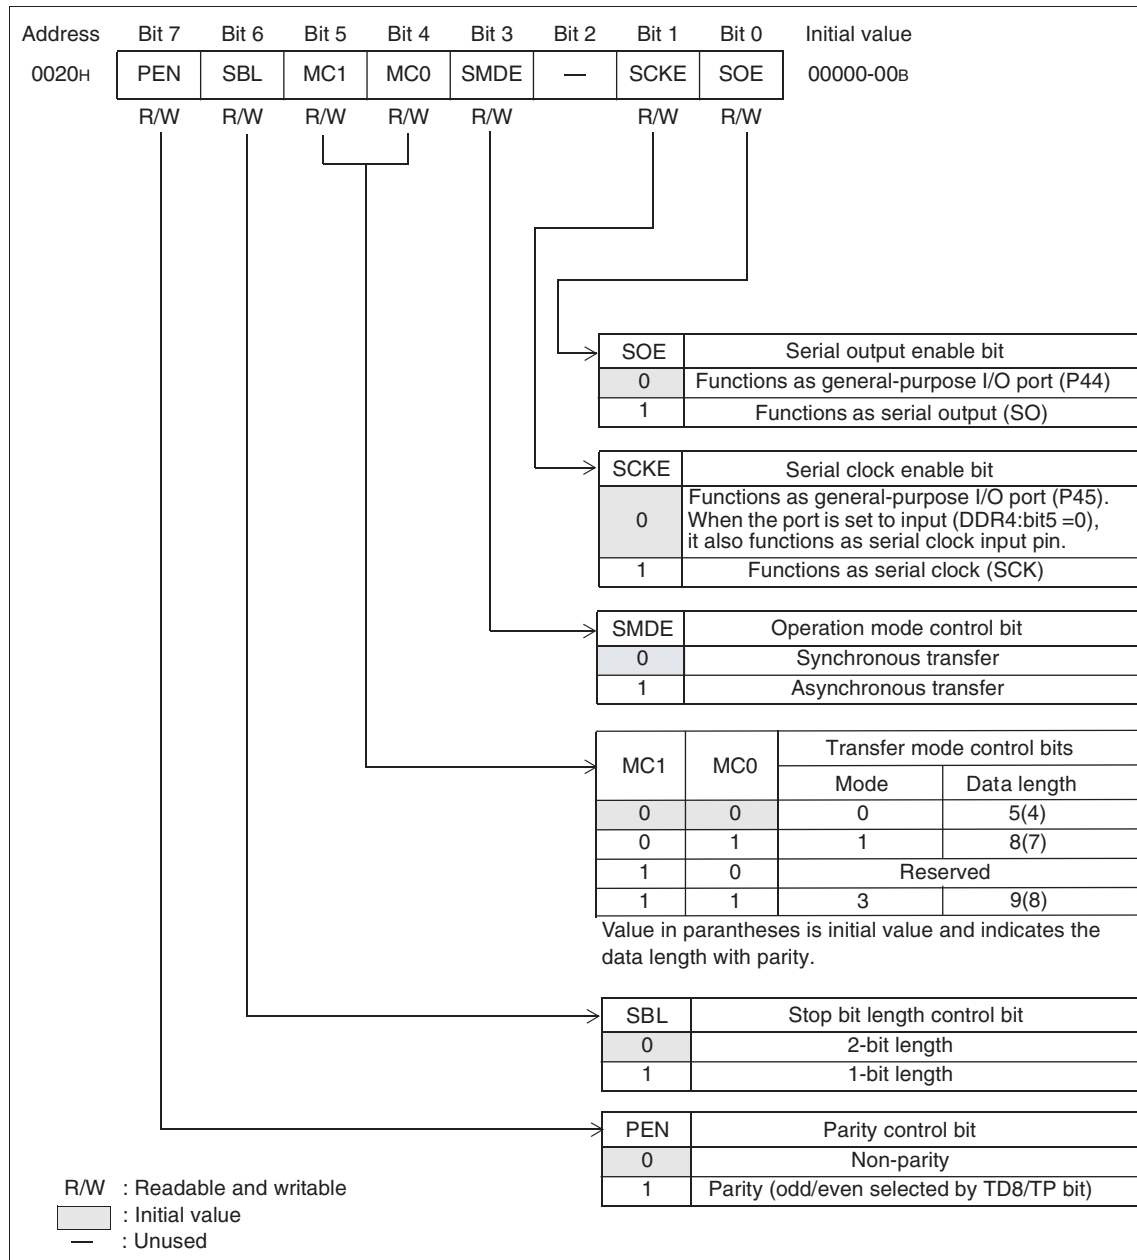 Address Bit 7 Bit 6 Bit 5 Bit 4 Bit 3 Bit 2 Bit 1 Bit 0 Initial value
0020H PEN SBL MC1 MC0 SMDE — SCKE SOE 00000-00B
R/W R/W R/W R/W R/W R/W R/W
SOE Serial output enable bit
0 Functions as general-purpose I/O port (P44)
1 Functions as serial output (SO)
SCKE Serial clock enable bit
0 Functions as general-purpose I/O port (P45).
When the port is set to input (DDR4:bit5 =0),
it also functions as serial clock input pin.
1 Functions as serial clock (SCK)
SMDE Operation mode control bit
0 Synchronous transfer
1 Asynchronous transfer
MC1 MC0 Transfer mode control bits
Mode Data length
0 0 0 5(4)
0 1 1 8(7)
1 0 Reserved
1 1 3 9(8)
Value in parantheses is initial value and indicates the
data length with parity.
SBL Stop bit length control bit
0 2-bit length
1 1-bit length
PEN Parity control bit
0 Non-parity
1 Parity (odd/even selected by TD8/TP bit)
R/W : Readable and writable
: Initial value
— : Unused